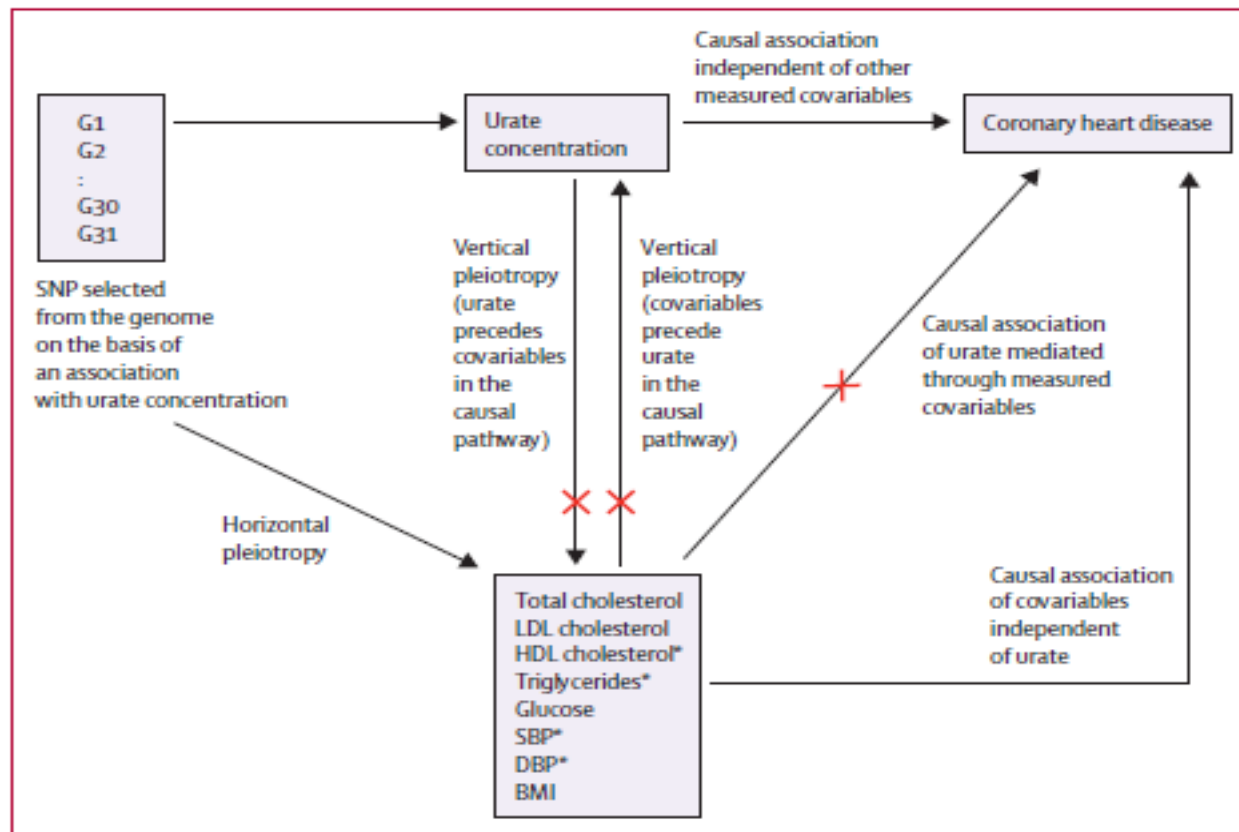 Causal association
independent of other
measured covariables
G1
G2
:
G30
G31
Urate
concentration
Coronary heart disease
SNP selected
from the genome
on the basis of
an association
with urate concentration
Vertical
pleiotropy
(urate
precedes
covariables
in the
causal
pathway)
Vertical
pleiotropy
(covariables
precede
urate
in the
causal
pathway)
Causal association
of urate mediated
through measured
covariables
Horizontal
pleiotropy
Total cholesterol
LDL cholesterol
HDL cholesterol*
Triglycerides*
Glucose
SBP*
DBP*
BMI
Causal association
of covariables
independent
of urate